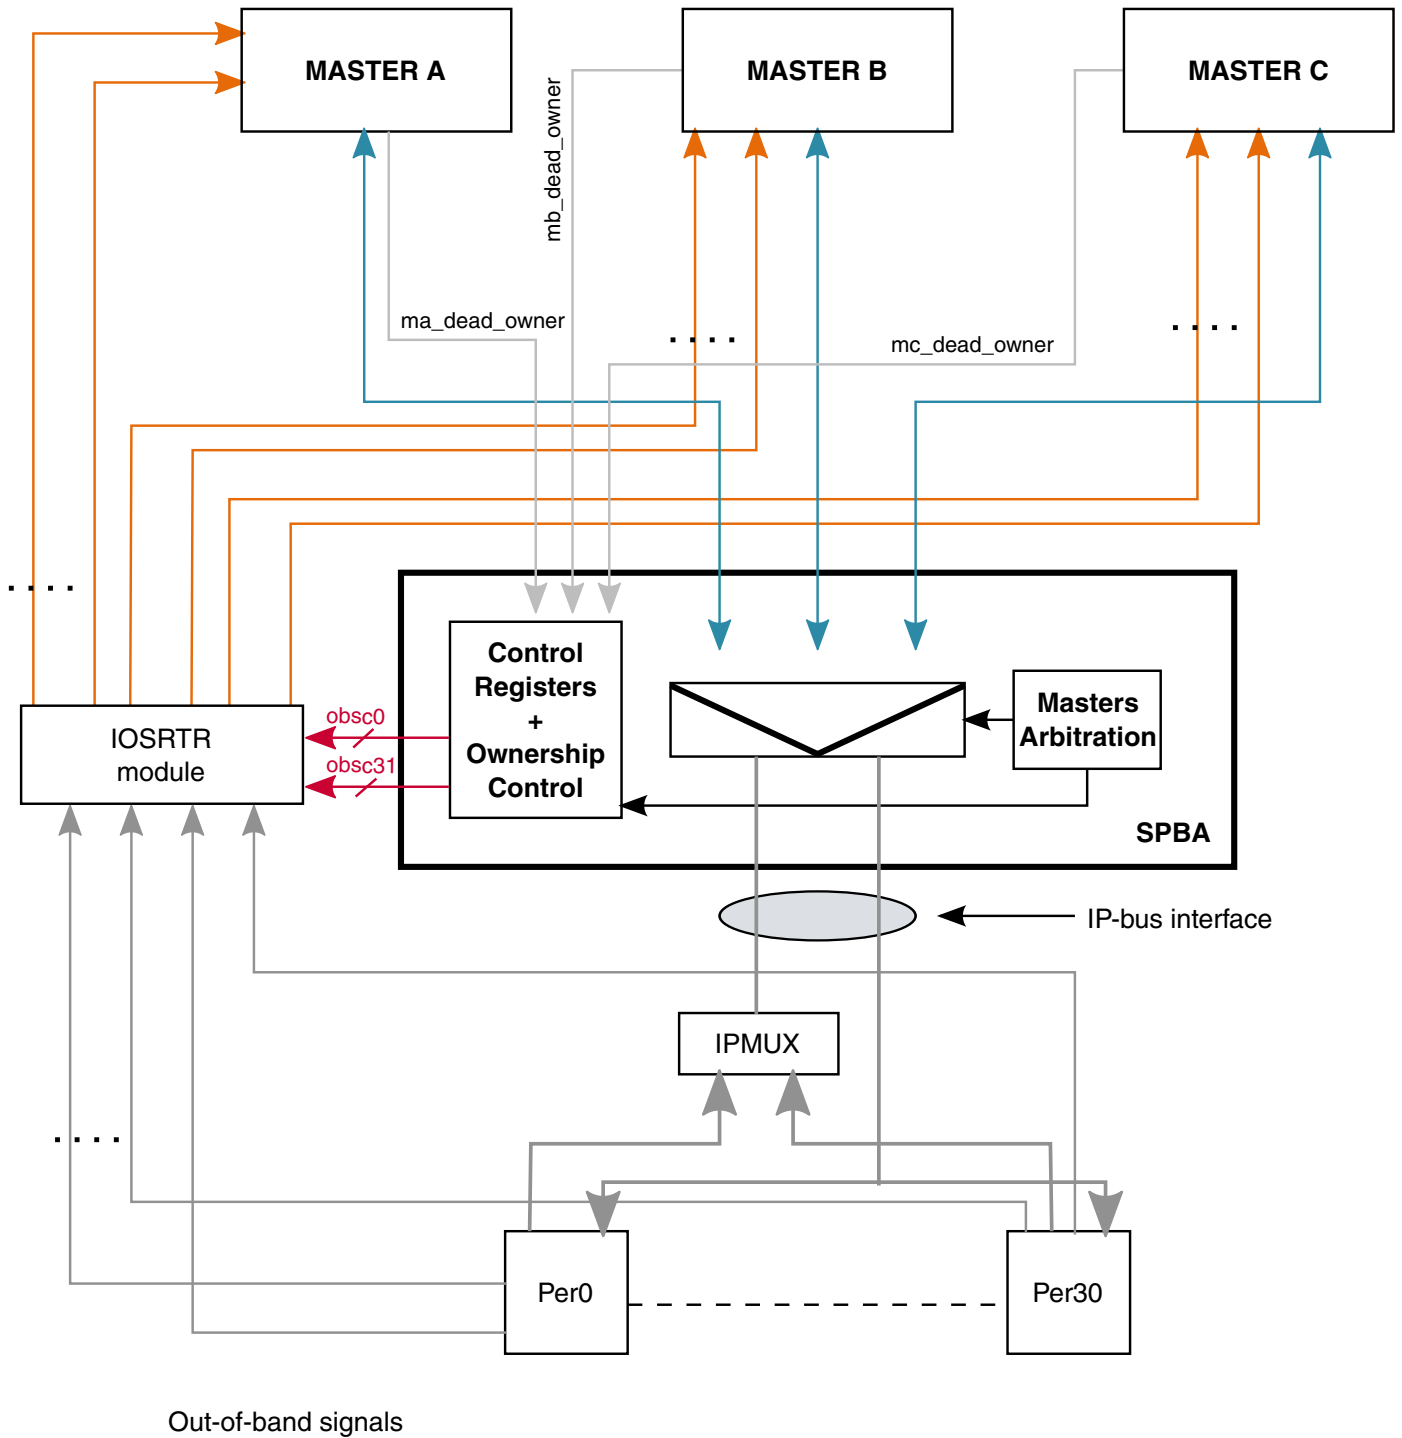 MASTER A
MASTER B
MASTER C
mb_dead_owner
ma_dead_owner
mc_dead_owner
. . . .
. . . .
. . . .
Control
Registers
+
Ownership
Control
Masters
Arbitration
SPBA
IOSRTR
module
obsc0
obsc31
IP-bus interface
IPMUX
. . . .
Per0
Per30
Out-of-band signals